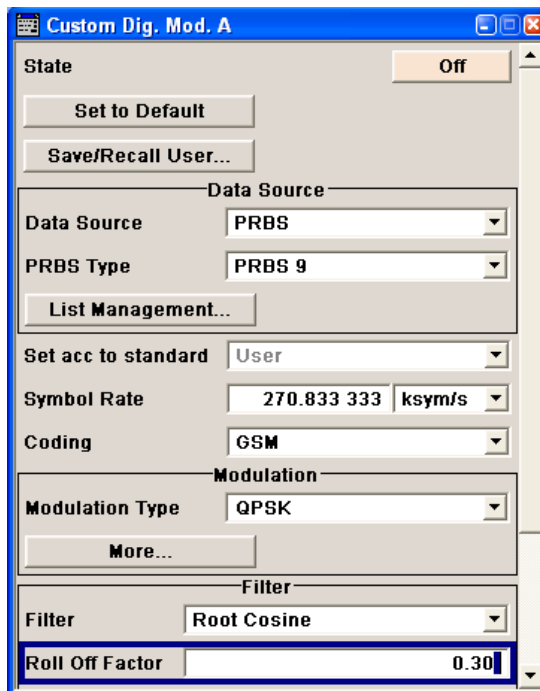 Custom Dig. Mod. A
State Off
Set to Default
Save/Recall User...
Data Source
Data Source PRBS
PRBS Type PRBS 9
List Management...
Set acc to standard User
Symbol Rate 270.833 333 ksym/s
Coding GSM
Modulation
Modulation Type QPSK
More...
Filter
Filter Root Cosine
Roll Off Factor 0.30